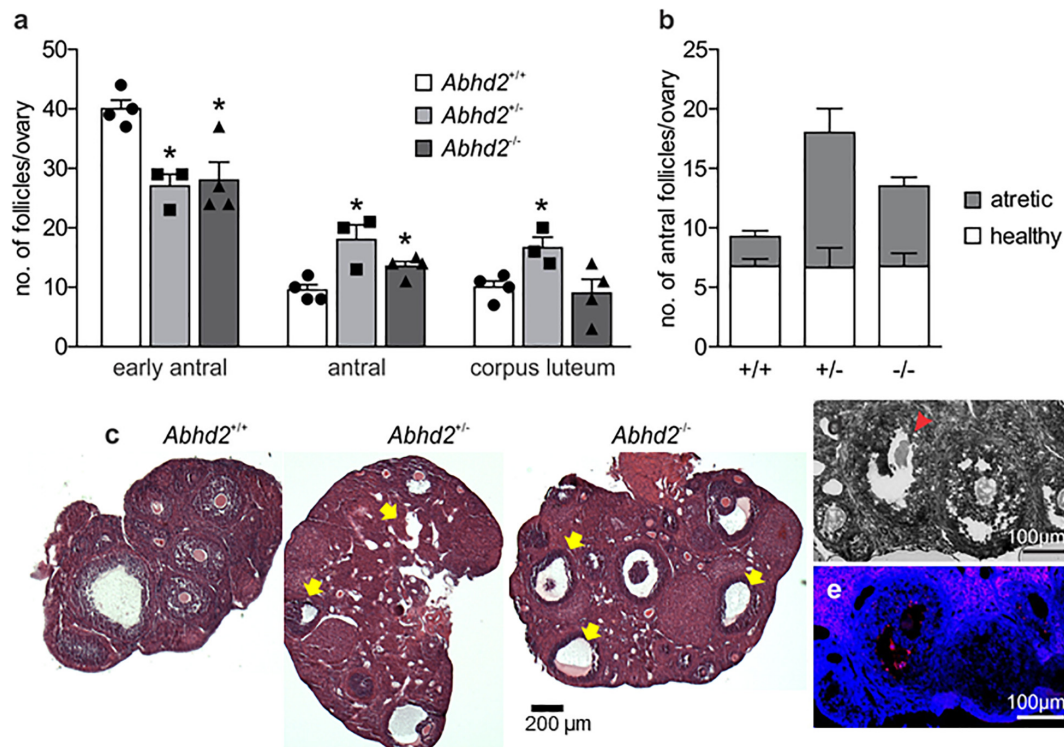 a
b
50
40
30
20
10
0
no. of follicles/ovary
Abhd2+/+
Abhd2+/-
Abhd2-/-
*
*
*
*
*
early antral
antral
corpus luteum
25
20
15
10
5
0
no. of antral follicles/ovary
atretic
healthy
+/+
+/-
-/-
c
Abhd2+/+
Abhd2+/-
Abhd2-/-
200 µm
d
100µm
e
100µm